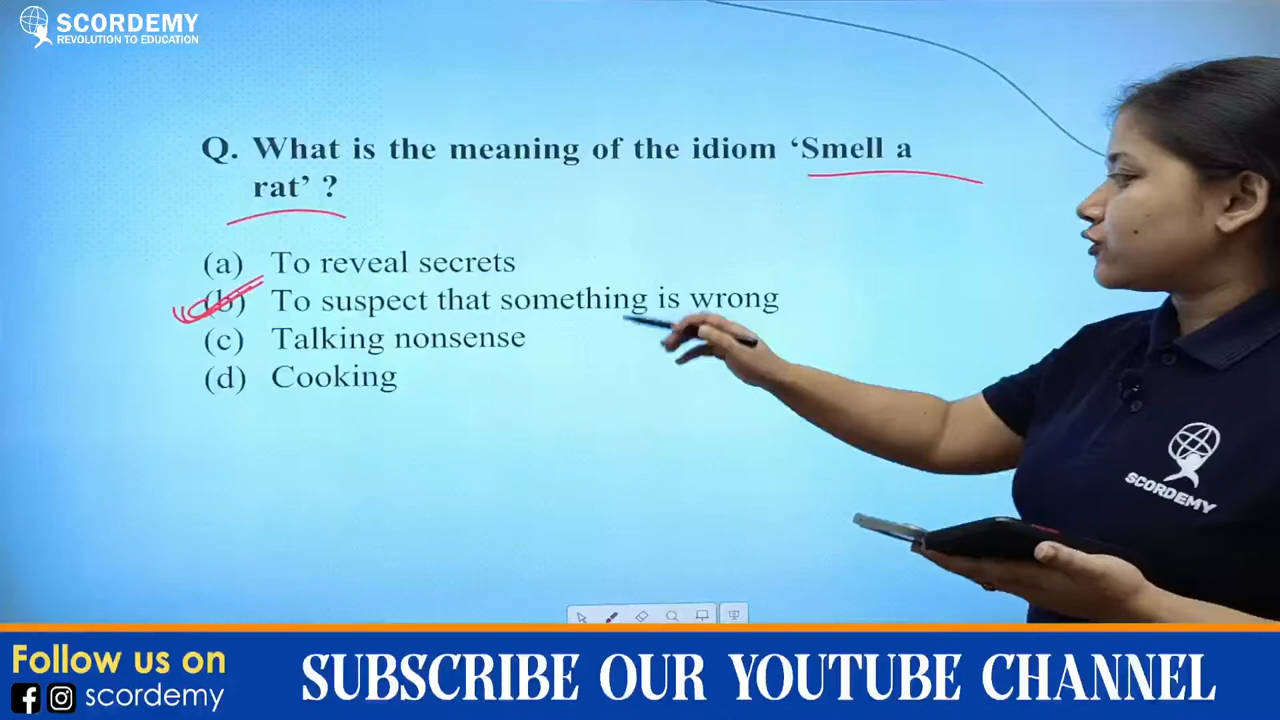 SCORDEMY
REVOLUTION TO EDUCATION
Q. What is the meaning of the idiom ‘Smell a
rat’ ?
(a) To reveal secrets
(b) To suspect that something is wrong
(c) Talking nonsense
(d) Cooking
SCORDEMY
Follow us on
scordemy
SUBSCRIBE OUR YOUTUBE CHANNEL